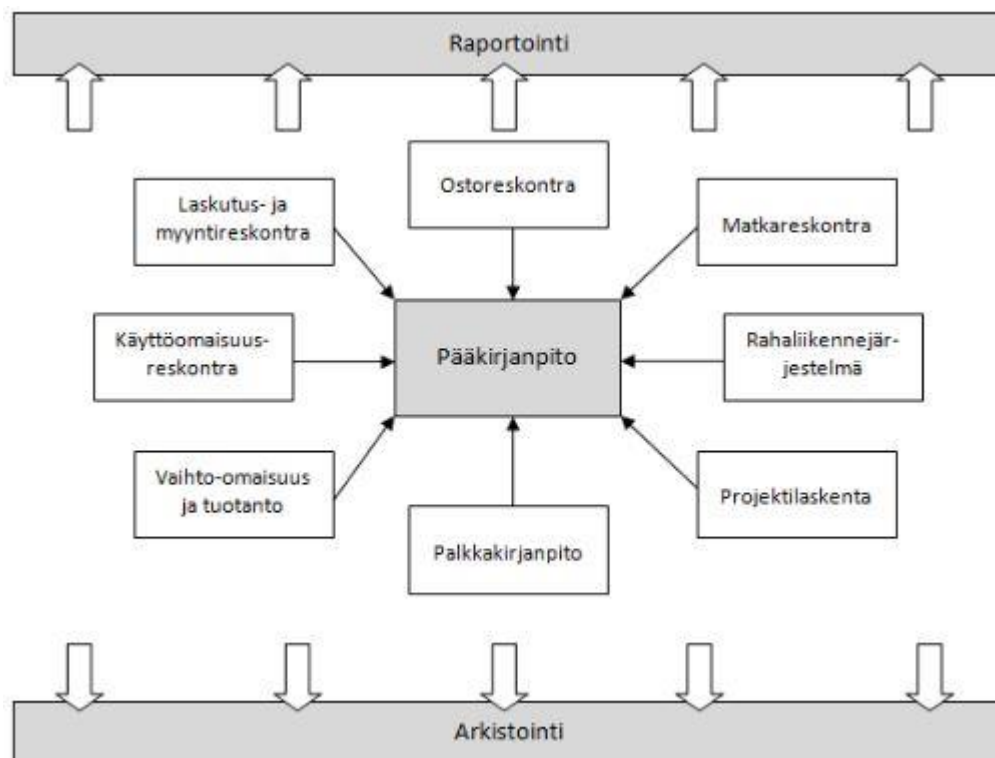 Raportointi
Ostoreskontra
Laskutus- ja
myyntireskontra
Matkareskontra
Käyttöomaisuus-
reskontra
Pääkirjanpito
Rahaliikennejär-
jestelmä
Vaihto-omaisuus
ja tuotanto
Palkkakirjanpito
Projektilaskenta
Arkistointi